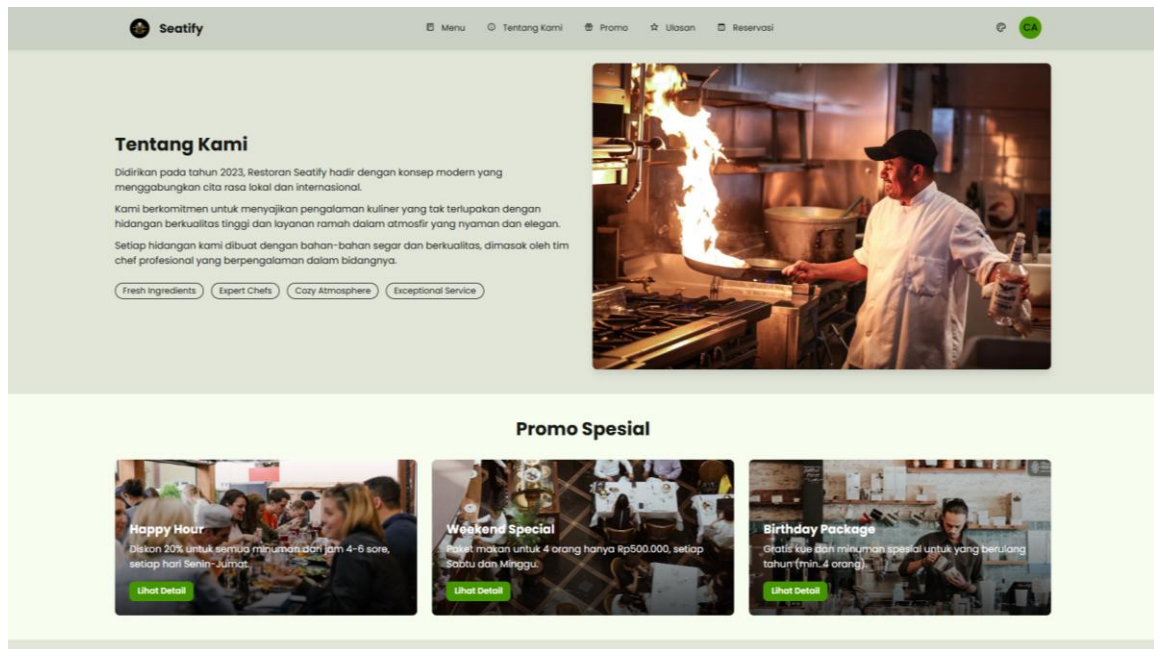 Seatify
Menu
Tentang Kami
Promo
Ulasan
Reservasi
CA
Tentang Kami
Didirikan pada tahun 2023, Restoran Seatify hadir dengan konsep modern yang
menggabungkan cita rasa lokal dan internasional.
Kami berkomitmen untuk menyajikan pengalaman kuliner yang tak terlupakan dengan
hidangan berkualitas tinggi dan layanan ramah dalam atmosfir yang nyaman dan elegan.
Setiap hidangan kami dibuat dengan bahan-bahan segar dan berkualitas, dimasak oleh tim
chef profesional yang berpengalaman dalam bidangnya.
Fresh Ingredients
Expert Chefs
Cozy Atmosphere
Exceptional Service
Promo Spesial
Happy Hour
Diskon 20% untuk semua minuman dari jam 4-6 sore,
setiap hari Senin-Jumat.
Lihat Detail
Weekend Special
Paket makan untuk 4 orang hanya Rp500.000, setiap
Sabtu dan Minggu.
Lihat Detail
Birthday Package
Gratis kue dan minuman spesial untuk yang berulang
tahun (min. 4 orang)
Lihat Detail